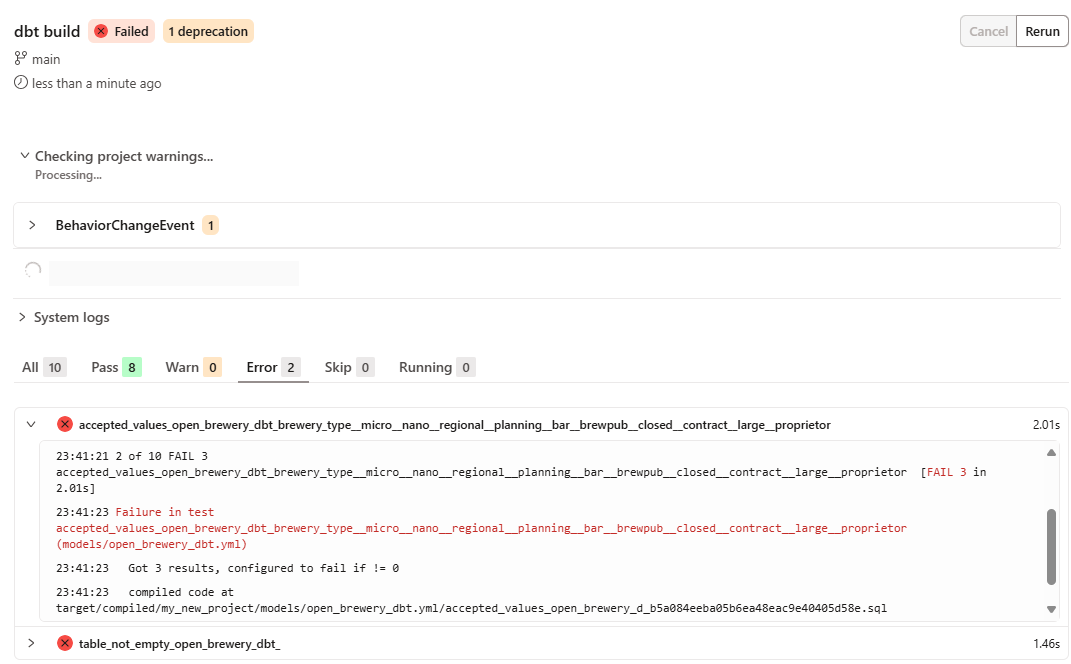 dbt build Failed 1 deprecation Cancel Rerun
main
less than a minute ago
Checking project warnings...
Processing...
BehaviorChangeEvent 1
System logs
All 10 Pass 8 Warn 0 Error 2 Skip 0 Running 0
accepted_values_open_brewery_dbt_brewery_type__micro__nano__regional__planning__bar__brewpub__closed__contract__large__proprietor 2.01s
23:41:21 2 of 10 FAIL 3
accepted_values_open_brewery_dbt_brewery_type__micro__nano__regional__planning__bar__brewpub__closed__contract__large__proprietor [FAIL 3 in
2.01s]
23:41:23 Failure in test
accepted_values_open_brewery_dbt_brewery_type__micro__nano__regional__planning__bar__brewpub__closed__contract__large__proprietor
(models/open_brewery_dbt.yml)
23:41:23 Got 3 results, configured to fail if != 0
23:41:23 compiled code at
target/compiled/my_new_project/models/open_brewery_dbt.yml/accepted_values_open_brewery_d_b5a084eeba05b6ea48eac9e40405d58e.sql
table_not_empty_open_brewery_dbt_ 1.46s